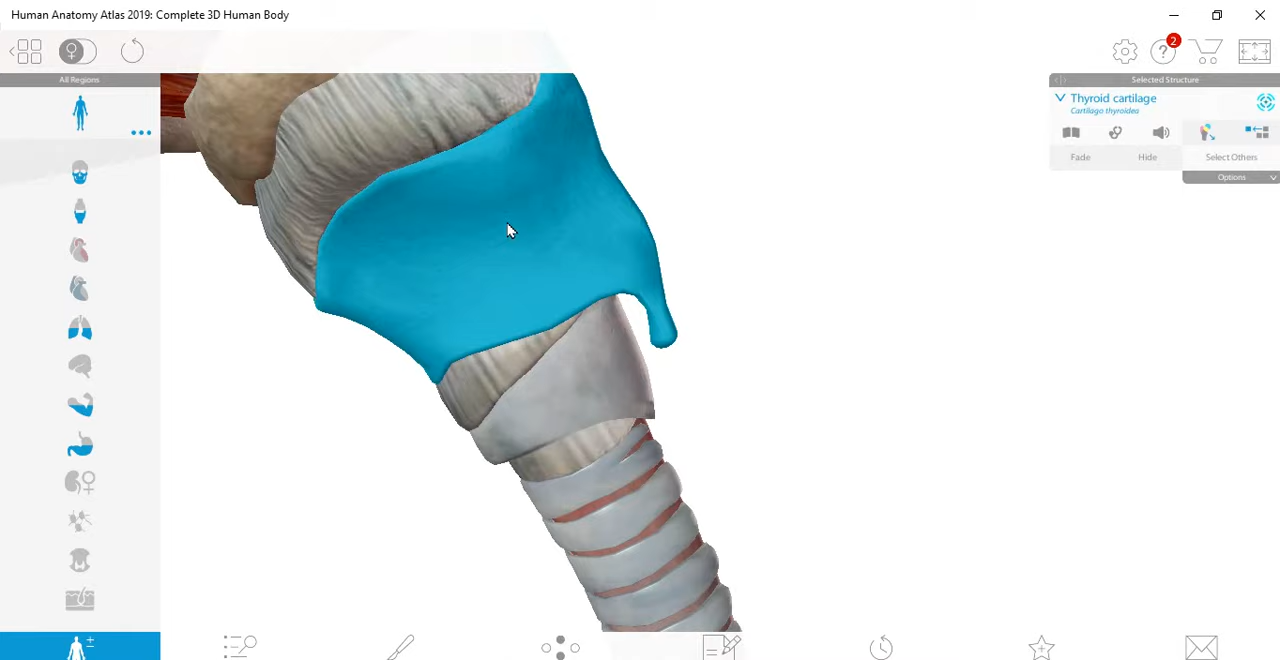 Human Anatomy Atlas 2019: Complete 3D Human Body
2
All Regions
Selected Structure
Thyroid cartilage
Cartilago thyroidea
Fade
Hide
Select Others
Options